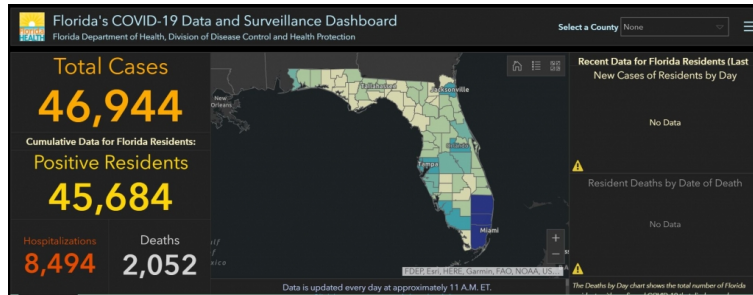 Florida's COVID-19 Data and Surveillance Dashboard
Florida Department of Health, Division of Disease Control and Health Protection
Select a County None
Florida
HEALTH
Total Cases
46,944
Cumulative Data for Florida Residents:
Positive Residents
45,684
Hospitalizations
8,494
Deaths
2,052
New
Orleans
Tallahassee
Jacksonville
Orlando
Tampa
Miami
+
−
FDEP, Esri, HERE, Garmin, FAO, NOAA, US...
Data is updated every day at approximately 11 A.M. ET.
Recent Data for Florida Residents (Last
New Cases of Residents by Day
No Data
Resident Deaths by Date of Death
No Data
The Deaths by Day chart shows the total number of Florida